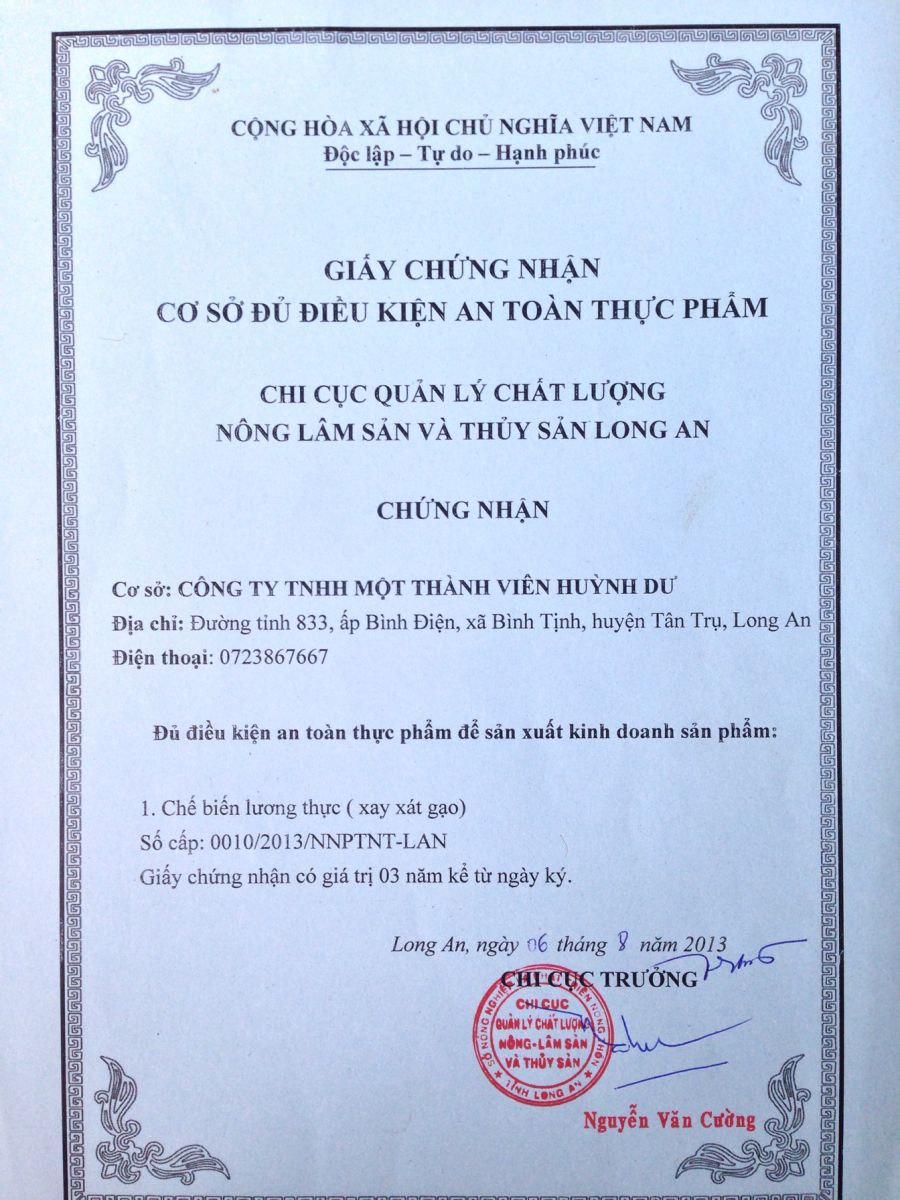 CỘNG HÒA XÃ HỘI CHỦ NGHĨA VIỆT NAM
Độc lập – Tự do – Hạnh phúc
GIẤY CHỨNG NHẬN
CƠ SỞ ĐỦ ĐIỀU KIỆN AN TOÀN THỰC PHẨM
CHI CỤC QUẢN LÝ CHẤT LƯỢNG
NÔNG LÂM SẢN VÀ THỦY SẢN LONG AN
CHỨNG NHẬN
Cơ sở: CÔNG TY TNHH MỘT THÀNH VIÊN HUỲNH DƯ
Địa chỉ: Đường tỉnh 833, ấp Bình Điện, xã Bình Tịnh, huyện Tân Trụ, Long An
Điện thoại: 0723867667
Đủ điều kiện an toàn thực phẩm để sản xuất kinh doanh sản phẩm:
1. Chế biến lương thực ( xay xát gạo)
Số cấp: 0010/2013/NNPTNT-LAN
Giấy chứng nhận có giá trị 03 năm kể từ ngày ký.
Long An, ngày 06 tháng 8 năm 2013
CHI CỤC TRƯỞNG
SỞ NÔNG NGHIỆP PHÁT TRIỂN NÔNG THÔN
CHI CỤC
QUẢN LÝ CHẤT LƯỢNG
NÔNG-LÂM SẢN
VÀ THỦY SẢN
TỈNH LONG AN
Nguyễn Văn Cường